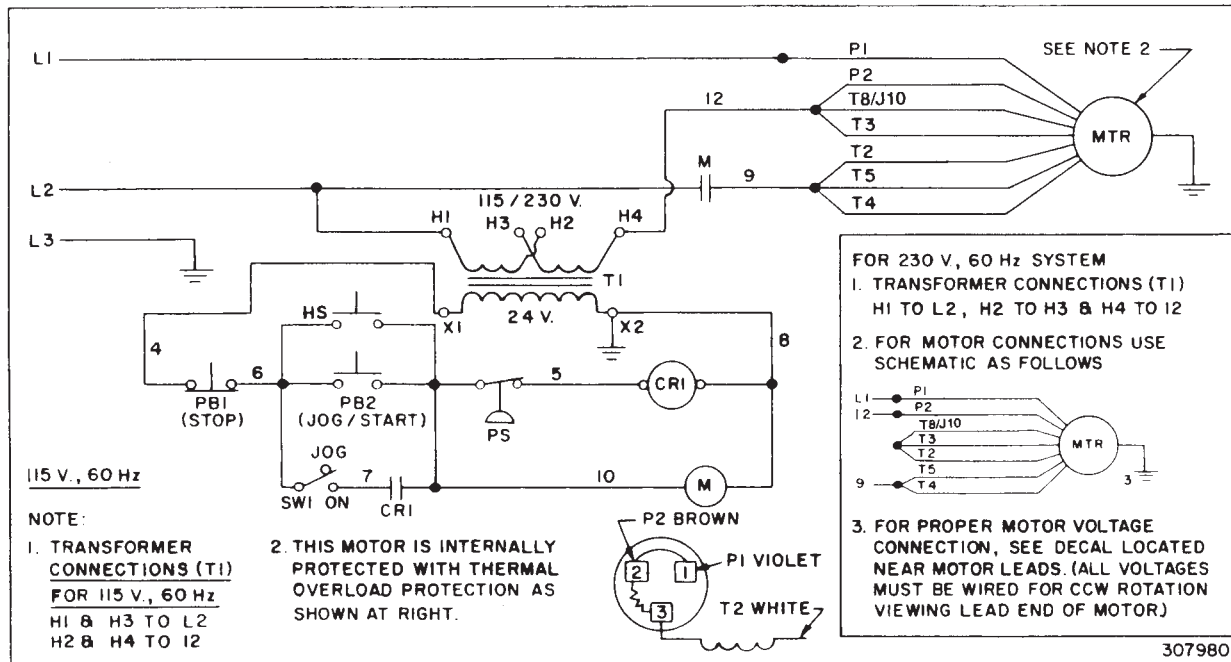 L1
P1
SEE NOTE 2
P2
12
T8/J10
T3
MTR
M
T2
L2
9
T5
115/230 V.
T4
H1
H3
H2
H4
L3
T1
24 V.
X1
X2
HS
4
6
8
5
PB1
(STOP)
PB2
(JOG/START)
CR1
PS
JOG
7
10
M
SW1 ON
CR1
115 V., 60 Hz
NOTE:
1. TRANSFORMER
CONNECTIONS (T1)
FOR 115 V., 60 Hz
H1 & H3 TO L2
H2 & H4 TO 12
2. THIS MOTOR IS INTERNALLY
PROTECTED WITH THERMAL
OVERLOAD PROTECTION AS
SHOWN AT RIGHT.
P2 BROWN
P1 VIOLET
2
1
3
T2 WHITE
FOR 230 V., 60 Hz SYSTEM
1. TRANSFORMER CONNECTIONS (T1)
H1 TO L2, H2 TO H3 & H4 TO 12
2. FOR MOTOR CONNECTIONS USE
SCHEMATIC AS FOLLOWS
L1
P1
12
P2
T8/J10
T3
T2
MTR
T5
9
T4
3
3. FOR PROPER MOTOR VOLTAGE
CONNECTION, SEE DECAL LOCATED
NEAR MOTOR LEADS. (ALL VOLTAGES
MUST BE WIRED FOR CCW ROTATION
VIEWING LEAD END OF MOTOR.)
307980